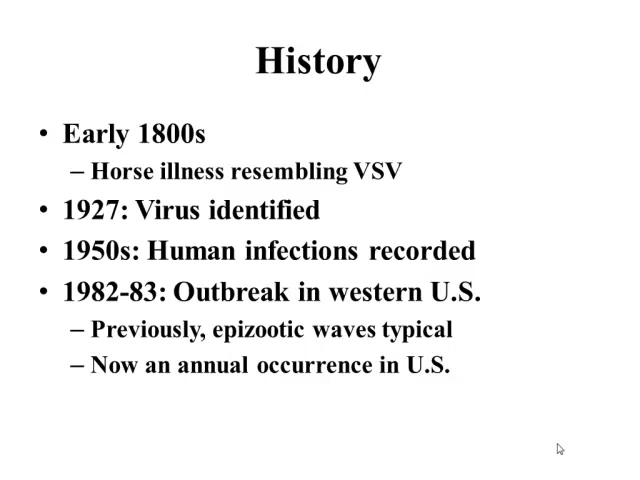 History
• Early 1800s
– Horse illness resembling VSV
• 1927: Virus identified
• 1950s: Human infections recorded
• 1982-83: Outbreak in western U.S.
– Previously, epizootic waves typical
– Now an annual occurrence in U.S.